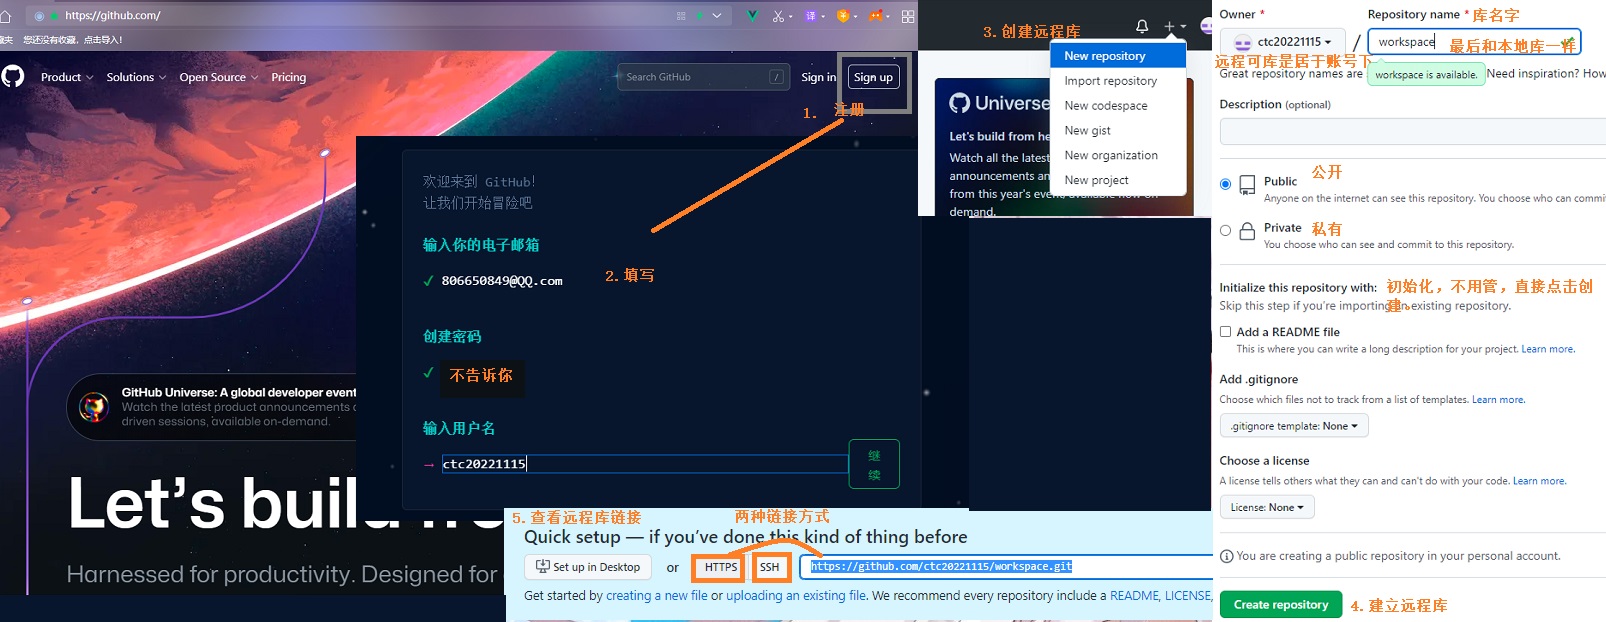 https://github.com/
藏夹 您还没有收藏，点击导入！
Product
Solutions
Open Source
Pricing
Search GitHub
/
Sign in
Sign up
1. 注册
欢迎来到 GitHub!
让我们开始冒险吧
输入你的电子邮箱
✓ 806650849@QQ.com
2.填写
创建密码
✓ 不告诉你
输入用户名
→ ctc20221115
继
续
GitHub Universe: A global developer event
Watch the latest product announcements
driven sessions, available on-demand.
Let's buil
Harnessed for productivity. Designed for
3.创建远程库
New repository
Import repository
New codespace
New gist
New organization
New project
Universe
Let's build from he
Watch all the latest
announcements an
from this year's even
available now on
demand.
5.查看远程库链接
两种链接方式
Quick setup — if you've done this kind of thing before
Set up in Desktop
or
HTTPS
SSH
https://github.com/ctc20221115/workspace.git
Get started by creating a new file or uploading an existing file. We recommend every repository include a README, LICENSE,
Owner *
Repository name * 库名字
ctc20221115
/
workspace
最后和本地库一样
远程可库是居于账号下
Great repository names are
workspace is available.
Need inspiration? How
Description (optional)
Public
公开
Anyone on the internet can see this repository. You choose who can commi
Private
私有
You choose who can see and commit to this repository.
Initialize this repository with:
初始化，不用管，直接点击创
建。
Skip this step if you're importing an existing repository.
Add a README file
This is where you can write a long description for your project. Learn more.
Add .gitignore
Choose which files not to track from a list of templates. Learn more.
.gitignore template: None
Choose a license
A license tells others what they can and can't do with your code. Learn more.
License: None
You are creating a public repository in your personal account.
Create repository
4.建立远程库